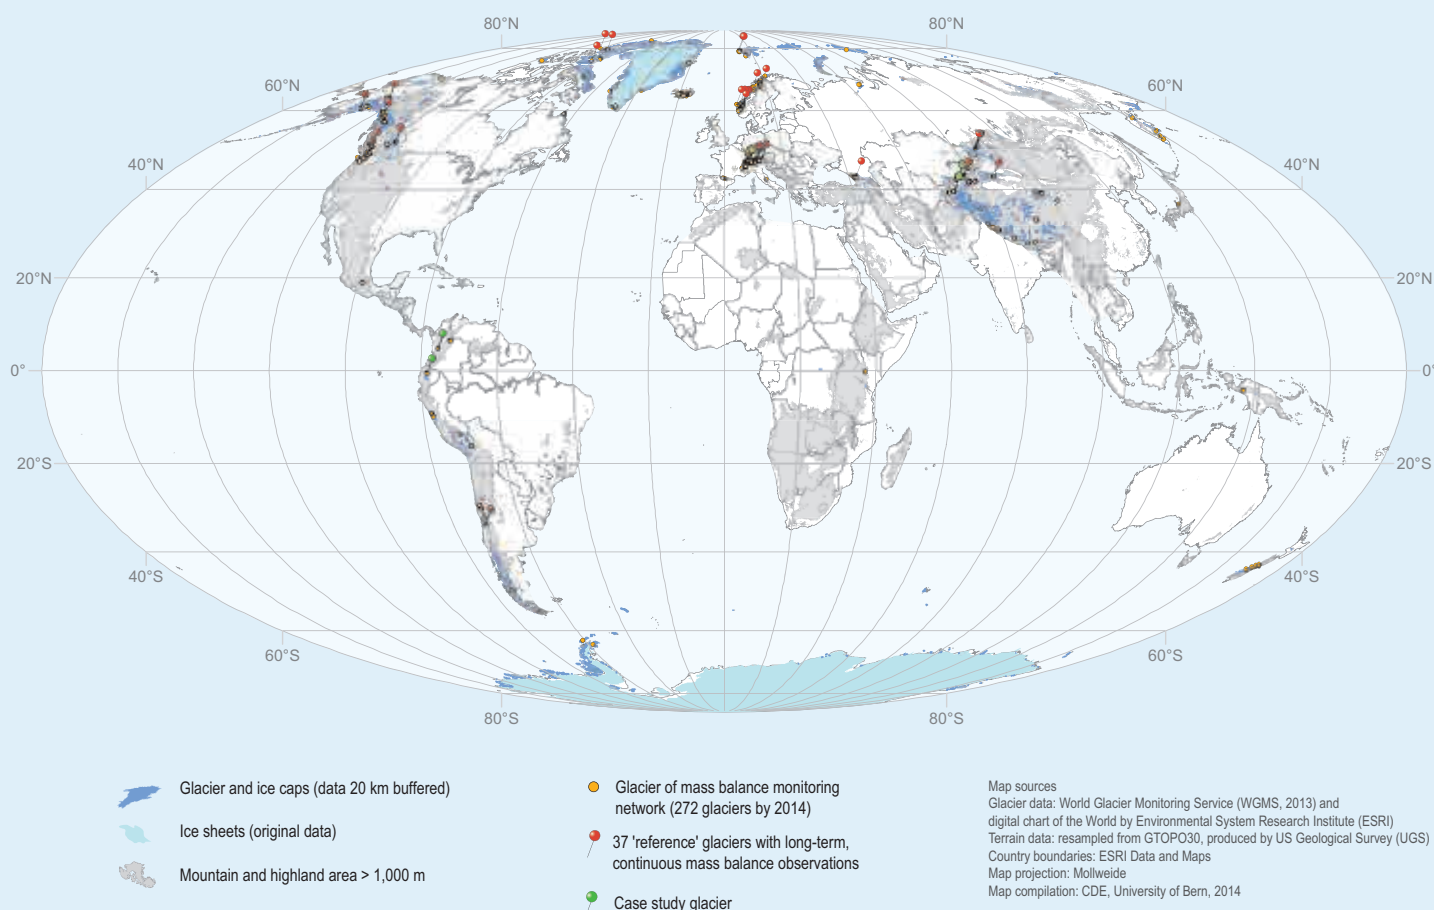 80°N
80°N
60°N
60°N
40°N
40°N
20°N
20°N
0°
0°
20°S
20°S
40°S
40°S
60°S
60°S
80°S
80°S
Glacier and ice caps (data 20 km buffered)
Ice sheets (original data)
Mountain and highland area > 1,000 m
Glacier of mass balance monitoring
network (272 glaciers by 2014)
37 'reference' glaciers with long-term,
continuous mass balance observations
Case study glacier
Map sources
Glacier data: World Glacier Monitoring Service (WGMS, 2013) and
digital chart of the World by Environmental System Research Institute (ESRI)
Terrain data: resampled from GTOPO30, produced by US Geological Survey (UGS)
Country boundaries: ESRI Data and Maps
Map projection: Mollweide
Map compilation: CDE, University of Bern, 2014